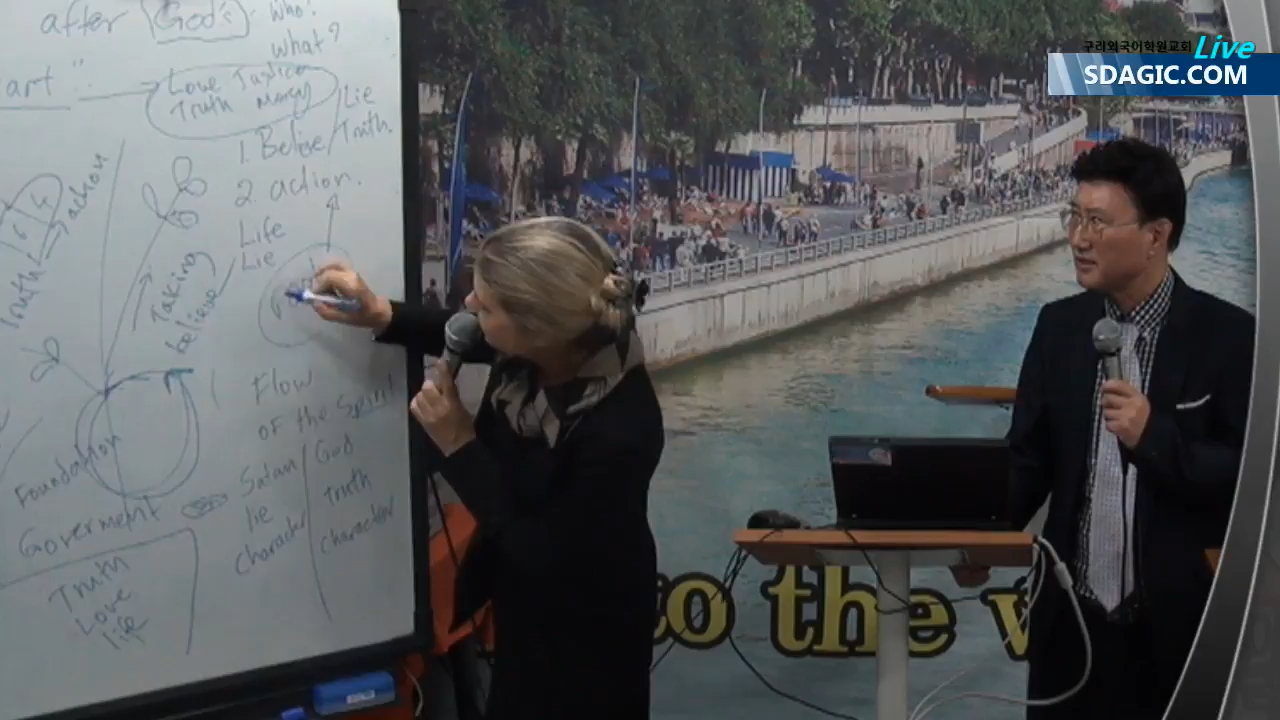 after God's. Who?
what?
art".
Love Justice
Truth Mercy
Lie
Truth.
1. Believe
2. action.
Life
Lie
Truth
action
Taking
believe
Flow
of the Spirit
Foundation
Goverment
Satan
God
lie
truth
character
character
Truth
Love
life
구리외국어학원교회 Live
SDAGIC.COM
to the w